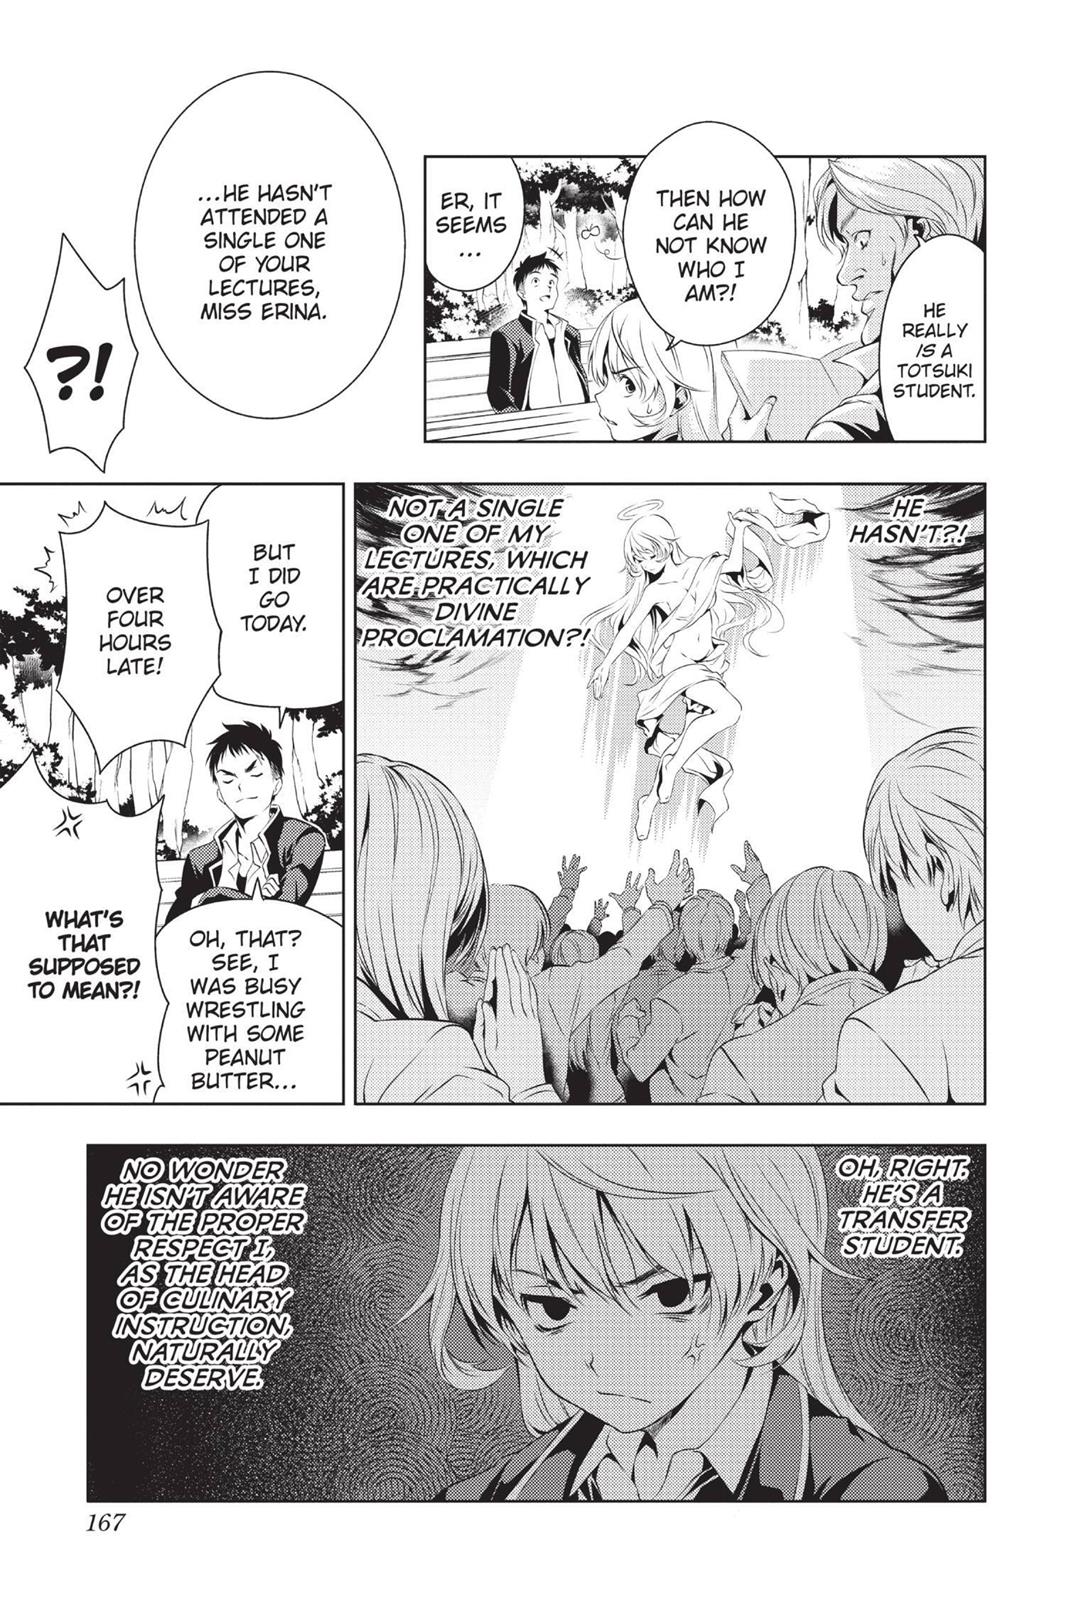 HE
REALLY
IS A
TOTSUKI
STUDENT.
THEN HOW
CAN HE
NOT KNOW
WHO I
AM?!
ER, IT
SEEMS
...
...HE HASN'T
ATTENDED A
SINGLE ONE
OF YOUR
LECTURES,
MISS ERINA.
?!
HE
HASN'T?!
NOT A SINGLE
ONE OF MY
LECTURES, WHICH
ARE PRACTICALLY
DIVINE
PROCLAMATION?!
BUT
I DID
GO
TODAY.
OVER
FOUR
HOURS
LATE!
OH, THAT?
SEE, I
WAS BUSY
WRESTLING
WITH SOME
PEANUT
BUTTER...
WHAT'S
THAT
SUPPOSED
TO MEAN?!
OH, RIGHT.
HE'S A
TRANSFER
STUDENT.
NO WONDER
HE ISN'T AWARE
OF THE PROPER
RESPECT I,
AS THE HEAD
OF CULINARY
INSTRUCTION,
NATURALLY
DESERVE.
167